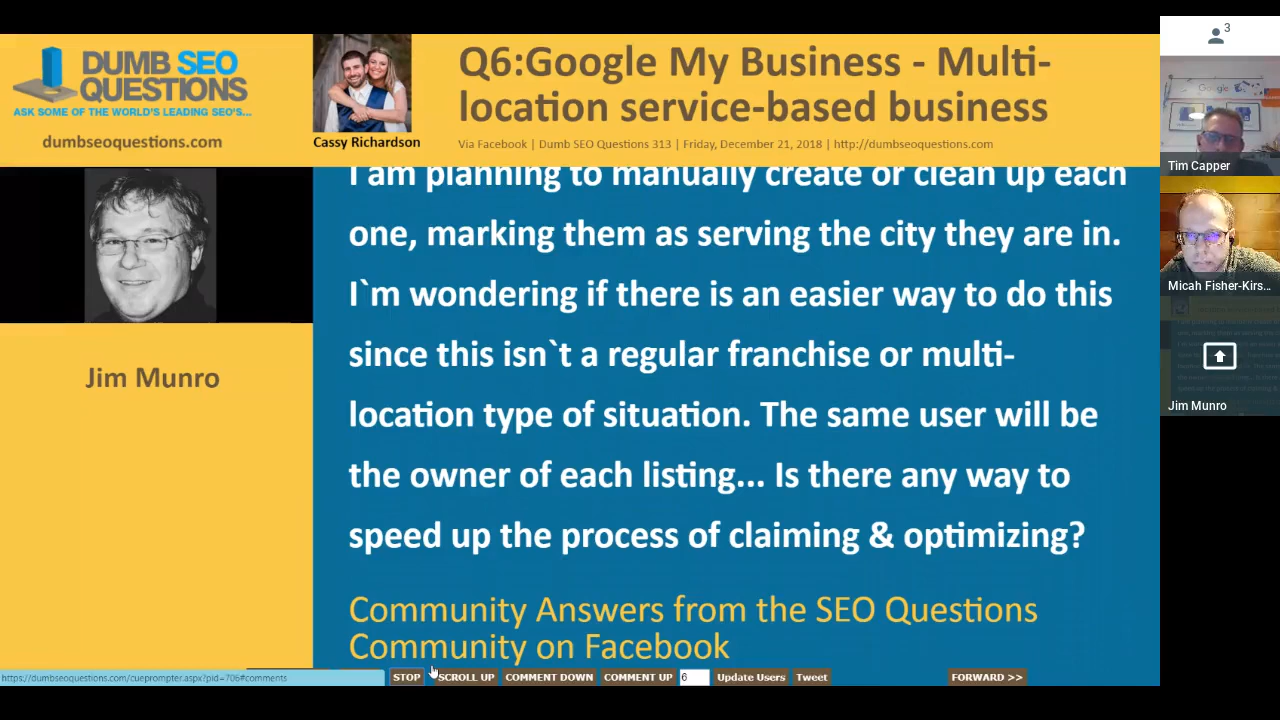 DUMB SEO
QUESTIONS
ASK SOME OF THE WORLD'S LEADING SEO'S...
dumbseoquestions.com
Cassy Richardson
Q6:Google My Business - Multi-
location service-based business
Via Facebook | Dumb SEO Questions 313 | Friday, December 21, 2018 | http://dumbseoquestions.com
Jim Munro
I am planning to manually create or clean up each
one, marking them as serving the city they are in.
I`m wondering if there is an easier way to do this
since this isn`t a regular franchise or multi-
location type of situation. The same user will be
the owner of each listing... Is there any way to
speed up the process of claiming & optimizing?
Community Answers from the SEO Questions
Community on Facebook
https://dumbseoquestions.com/cueprompter.aspx?pid=706#comments
STOP
SCROLL UP
COMMENT DOWN
COMMENT UP
6
Update Users
Tweet
FORWARD >>
3
Google
Tim Capper
Micah Fisher-Kirs...
Jim Munro